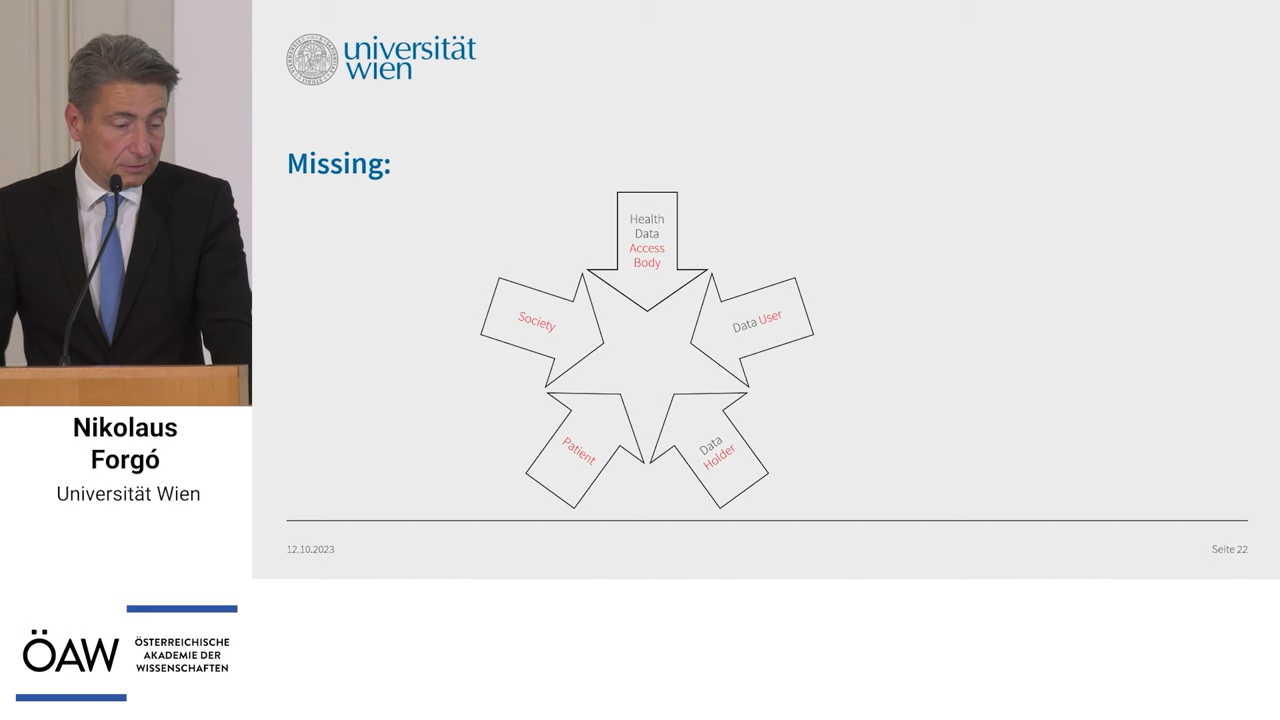 universität
wien
Missing:
Health
Data
Access
Body
Society
Data User
Patient
Data
Holder
12.10.2023
Seite 22
Nikolaus
Forgó
Universität Wien
ÖAW
ÖSTERREICHISCHE
AKADEMIE DER
WISSENSCHAFTEN